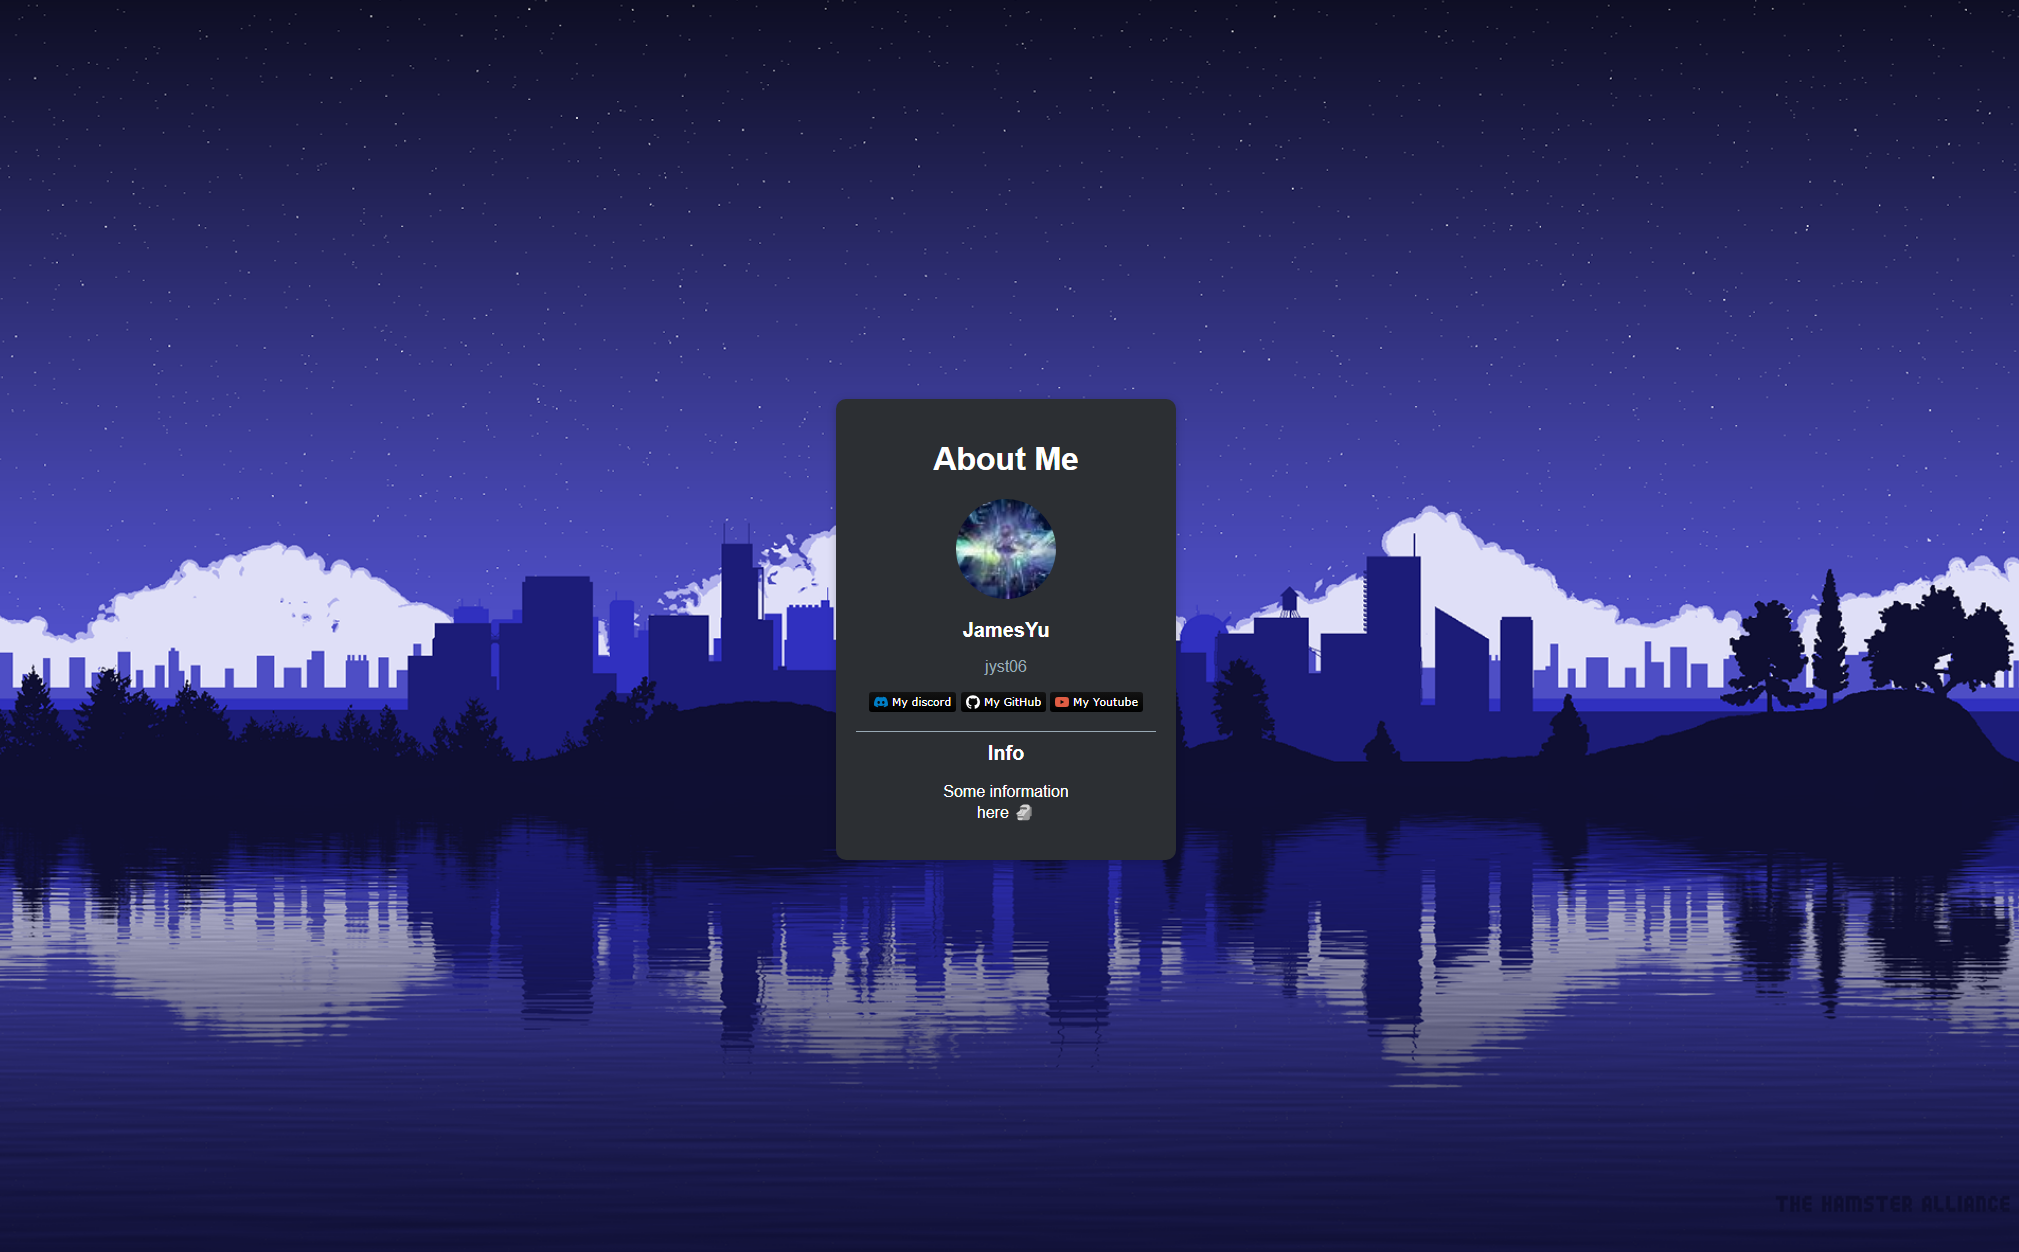 About Me
JamesYu
jyst06
My discord My GitHub My Youtube
Info
Some information
here 🗿
THE HAMSTER ALLIANCE